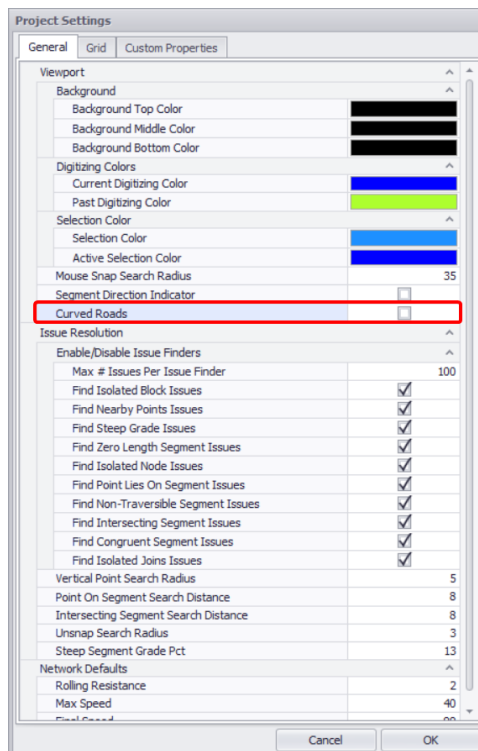 Project Settings
General Grid Custom Properties
Viewport
Background
Background Top Color
Background Middle Color
Background Bottom Color
Digitizing Colors
Current Digitizing Color
Past Digitizing Color
Selection Color
Selection Color
Active Selection Color
Mouse Snap Search Radius 35
Segment Direction Indicator
Curved Roads
Issue Resolution
Enable/Disable Issue Finders
Max # Issues Per Issue Finder 100
Find Isolated Block Issues
Find Nearby Points Issues
Find Steep Grade Issues
Find Zero Length Segment Issues
Find Isolated Node Issues
Find Point Lies On Segment Issues
Find Non-Traversible Segment Issues
Find Intersecting Segment Issues
Find Congruent Segment Issues
Find Isolated Joins Issues
Vertical Point Search Radius 5
Point On Segment Search Distance 8
Intersecting Segment Search Distance 8
Unsnap Search Radius 3
Steep Segment Grade Pct 13
Network Defaults
Rolling Resistance 2
Max Speed 40
Cancel OK